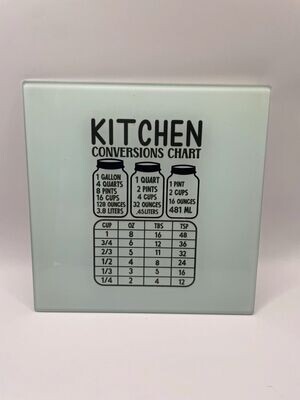 KITCHEN
CONVERSIONS CHART
1 GALLON
4 QUARTS
8 PINTS
16 CUPS
128 OUNCES
3.8 LITERS
1 QUART
2 PINTS
4 CUPS
32 OUNCES
.45LITERS
1 PINT
2 CUPS
16 OUNCES
481 ML
CUP OZ TBS TSP
1 8 16 48
3/4 6 12 36
2/3 5 11 32
1/2 4 8 24
1/3 3 5 16
1/4 2 4 12